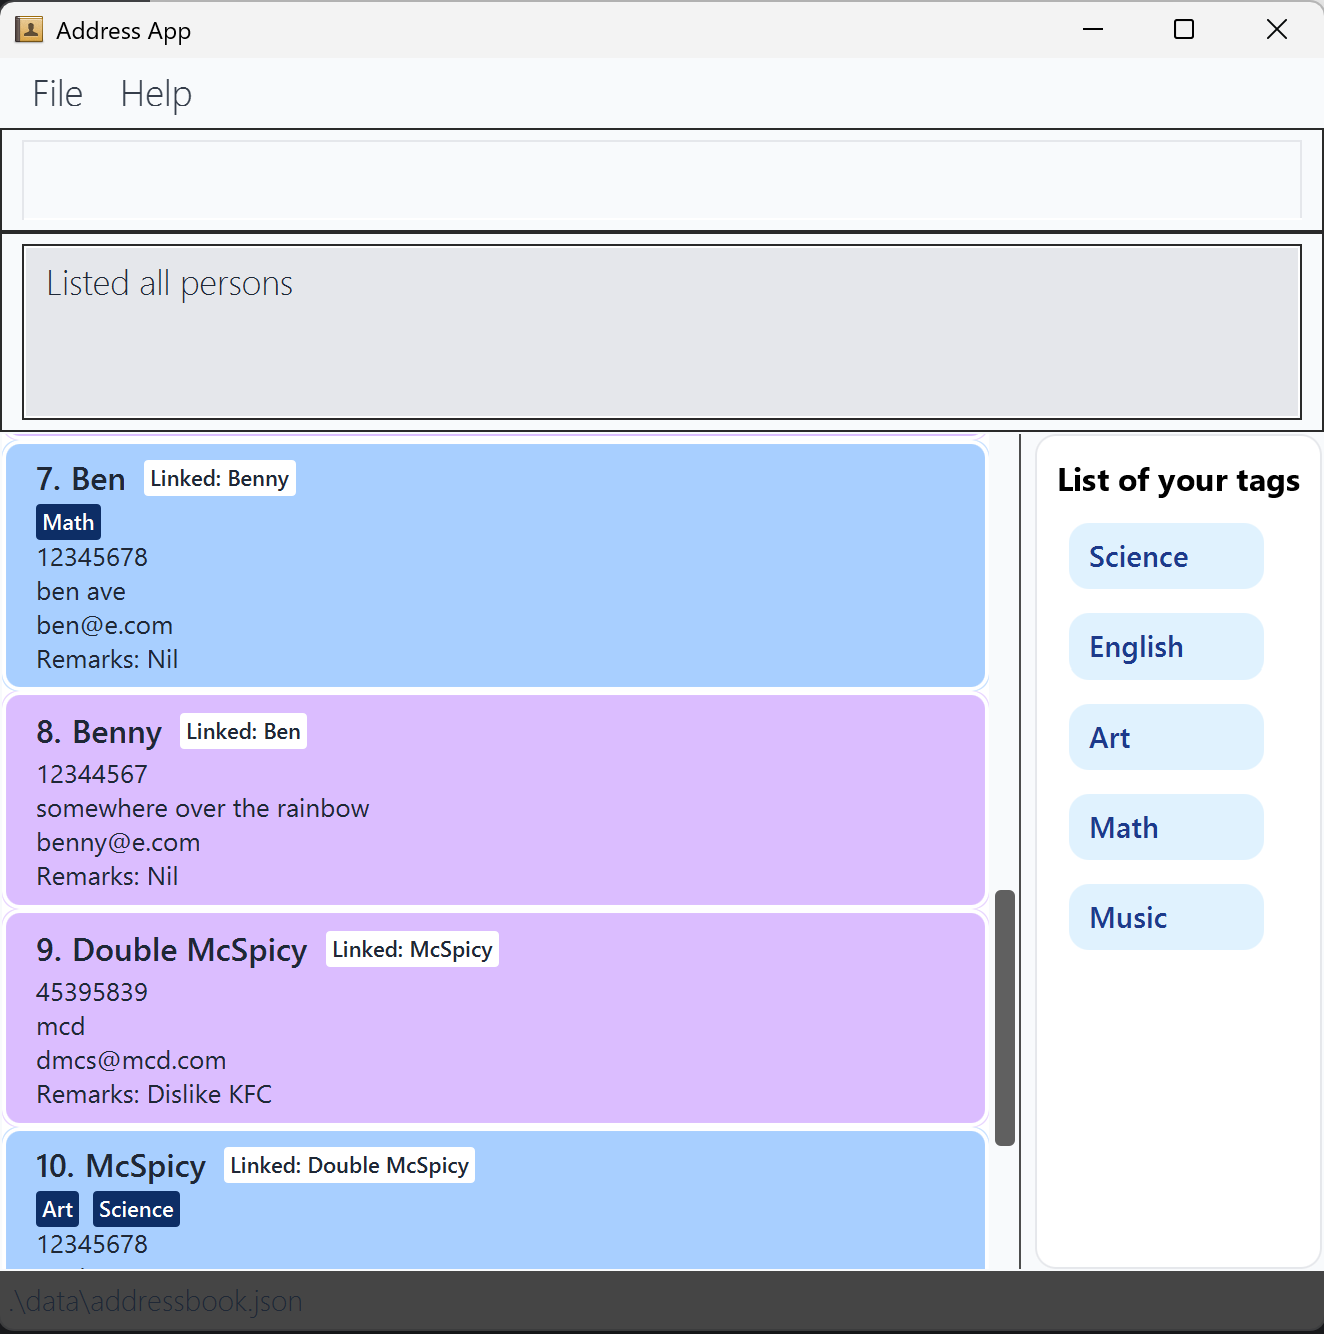 Address App
File Help
Listed all persons
7. Ben Linked: Benny
Math
12345678
ben ave
ben@e.com
Remarks: Nil
8. Benny Linked: Ben
12344567
somewhere over the rainbow
benny@e.com
Remarks: Nil
9. Double McSpicy Linked: McSpicy
45395839
mcd
dmcs@mcd.com
Remarks: Dislike KFC
10. McSpicy Linked: Double McSpicy
Art Science
12345678
List of your tags
Science
English
Art
Math
Music
.\data\addressbook.json